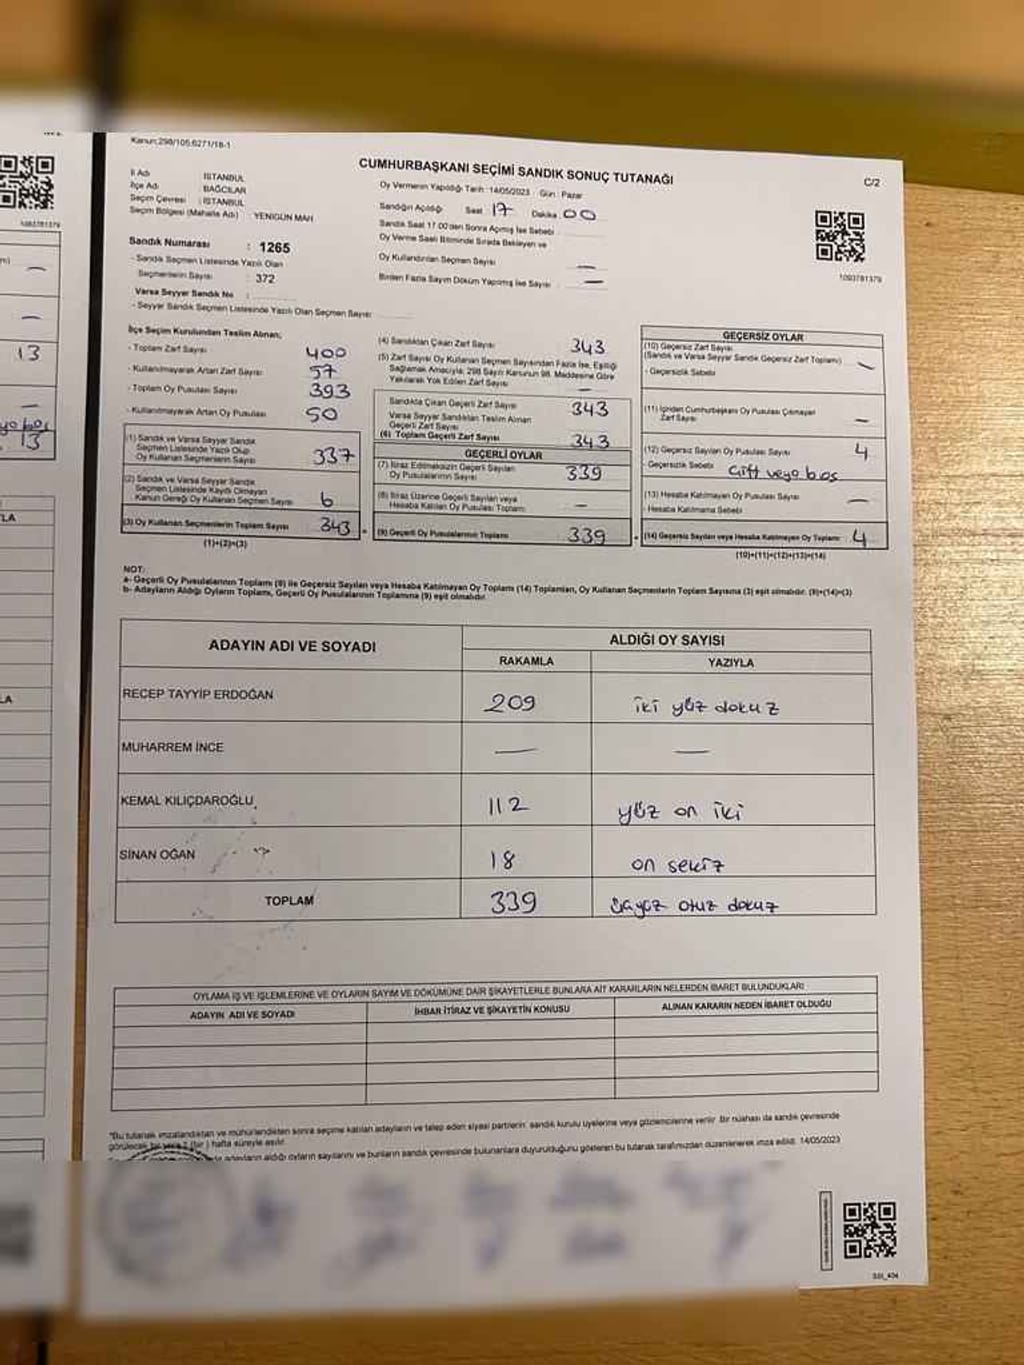 Kanun:298/105,6271/18-1
CUMHURBAŞKANI SEÇİMİ SANDIK SONUÇ TUTANAĞI
C/2
İl Adı : İSTANBUL
İlçe Adı : BAĞCILAR
Seçim Çevresi : İSTANBUL
Seçim Bölgesi (Mahalle Adı) : YENİGÜN MAH
Sandık Numarası : 1265
- Sandık Seçmen Listesinde Yazılı Olan
Seçmenlerin Sayısı : 372
Varsa Seyyar Sandık No :
- Seyyar Sandık Seçmen Listesinde Yazılı Olan Seçmen Sayısı:
Oy Vermenin Yapıldığı Tarih : 14/05/2023 Gün : Pazar
Sandığın Açıldığı Saat 17 Dakika 00
Sandık Saat 17.00'den Sonra Açılmış İse Sebebi
Oy Verme Saati Bitiminde Sırada Bekleyen ve
Oy Kullandırılan Seçmen Sayısı —
Birden Fazla Sayım Döküm Yapılmış İse Sayısı —
1093781379
1093781379
13
13
İlçe Seçim Kurulundan Teslim Alınan;
- Toplam Zarf Sayısı 400
- Kullanılmayarak Artan Zarf Sayısı 57
- Toplam Oy Pusulası Sayısı 393
- Kullanılmayarak Artan Oy Pusulası 50
(1) Sandık ve Varsa Seyyar Sandık
Seçmen Listesinde Yazılı Olup
Oy Kullanan Seçmenlerin Sayısı 337
(2) Sandık ve Varsa Seyyar Sandık
Seçmen Listesinde Kayıtlı Olmayan
Kanun Gereği Oy Kullanan Seçmen Sayısı 6
(3) Oy Kullanan Seçmenlerin Toplam Sayısı 343
(1)+(2)=(3)
(4) Sandıktan Çıkan Zarf Sayısı 343
(5) Zarf Sayısı Oy Kullanan Seçmen Sayısından Fazla İse, Eşitliği
Sağlamak Amacıyla; 298 Sayılı Kanunun 98. Maddesine Göre
Yakılarak Yok Edilen Zarf Sayısı —
Sandıkta Çıkan Geçerli Zarf Sayısı 343
Varsa Seyyar Sandıktan Teslim Alınan
Geçerli Zarf Sayısı
(6) Toplam Geçerli Zarf Sayısı 343
GEÇERLİ OYLAR
(7) İtiraz Edilmeksizin Geçerli Sayılan
Oy Pusulalarının Sayısı 339
(8) İtiraz Üzerine Geçerli Sayılan veya
Hesaba Katılan Oy Pusulası Toplamı —
(9) Geçerli Oy Pusulalarının Toplamı 339
GEÇERSİZ OYLAR
(10) Geçersiz Zarf Sayısı
(Sandık ve Varsa Seyyar Sandık Geçersiz Zarf Toplamı) —
- Geçersizlik Sebebi
(11) İçinden Cumhurbaşkanı Oy Pusulası Çıkmayan
Zarf Sayısı —
(12) Geçersiz Sayılan Oy Pusulası Sayısı 4
- Geçersizlik Sebebi Çift veya boş
(13) Hesaba Katılmayan Oy Pusulası Sayısı —
- Hesaba Katılmama Sebebi
(14) Geçersiz Sayılan veya Hesaba Katılmayan Oy Toplamı 4
(10)+(11)+(12)+(13)=(14)
NOT:
a- Geçerli Oy Pusulalarının Toplamı (9) ile Geçersiz Sayılan veya Hesaba Katılmayan Oy Toplamı (14) Toplamları, Oy Kullanan Seçmenlerin Toplam Sayısına (3) eşit olmalıdır. (9)+(14)=(3)
b- Adayların Aldığı Oyların Toplamı, Geçerli Oy Pusulalarının Toplamına (9) eşit olmalıdır.
ADAYIN ADI VE SOYADI
ALDIĞI OY SAYISI
RAKAMLA YAZIYLA
RECEP TAYYİP ERDOĞAN 209 iki yüz dokuz
MUHARREM İNCE — —
KEMAL KILIÇDAROĞLU 112 yüz on iki
SİNAN OĞAN 18 on sekiz
TOPLAM 339 üçyüz otuz dokuz
OYLAMA İŞ VE İŞLEMLERİNE VE OYLARIN SAYIM VE DÖKÜMÜNE DAİR ŞİKAYETLERLE BUNLARA AİT KARARLARIN NELERDEN İBARET BULUNDUKLARI
ADAYIN ADI VE SOYADI
İHBAR İTİRAZ VE ŞİKAYETİN KONUSU
ALINAN KARARIN NEDEN İBARET OLDUĞU
*Bu tutanak imzalandıktan ve mühürlendikten sonra seçime katılan adayların ve talep eden siyasi partilerin sandık kurulu üyelerine veya gözlemcilerine verilir. Bir nüshası da sandık çevresinde
görülecek bir yere 1 (bir) hafta süreyle asılır.
adayların aldığı oyların sayılarını ve bunların sandık çevresinde bulunanlara duyurulduğunu gösteren bu tutanak tarafımızdan düzenlenerek imza edildi. 14/05/2023
SSI_404